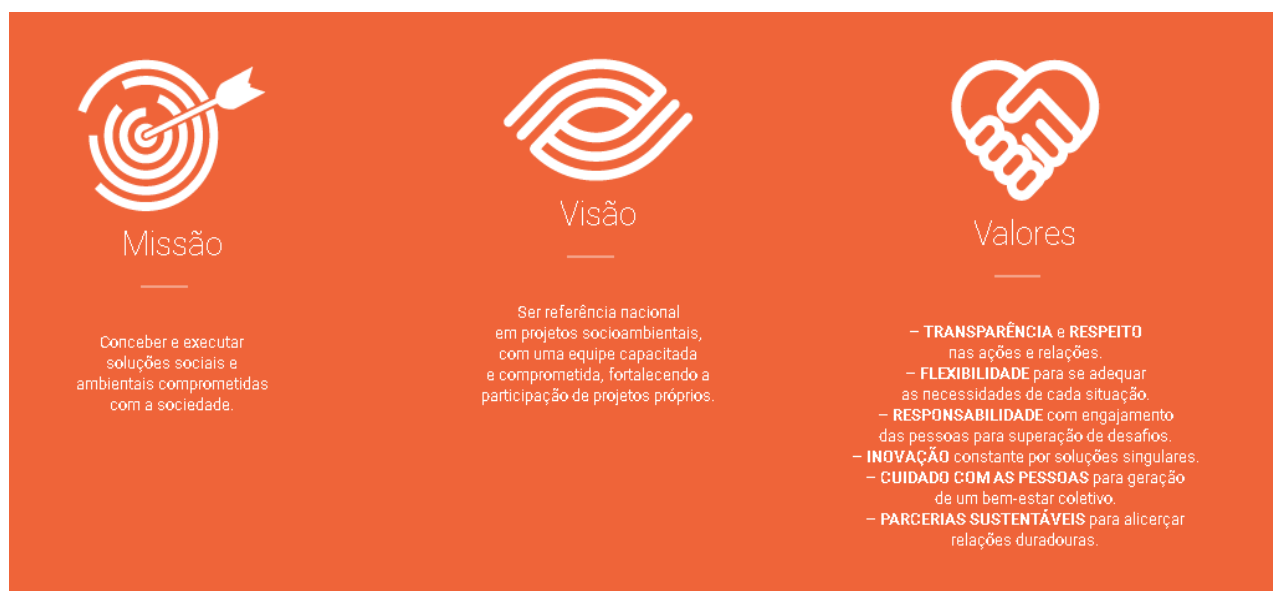 Missão
Conceber e executar
soluções sociais e
ambientais comprometidas
com a sociedade.
Visão
Ser referência nacional
em projetos socioambientais,
com uma equipe capacitada
e comprometida, fortalecendo a
participação de projetos próprios.
Valores
– TRANSPARÊNCIA e RESPEITO
nas ações e relações.
– FLEXIBILIDADE para se adequar
as necessidades de cada situação.
– RESPONSABILIDADE com engajamento
das pessoas para superação de desafios.
– INOVAÇÃO constante por soluções singulares.
– CUIDADO COM AS PESSOAS para geração
de um bem-estar coletivo.
– PARCERIAS SUSTENTÁVEIS para alicerçar
relações duradouras.